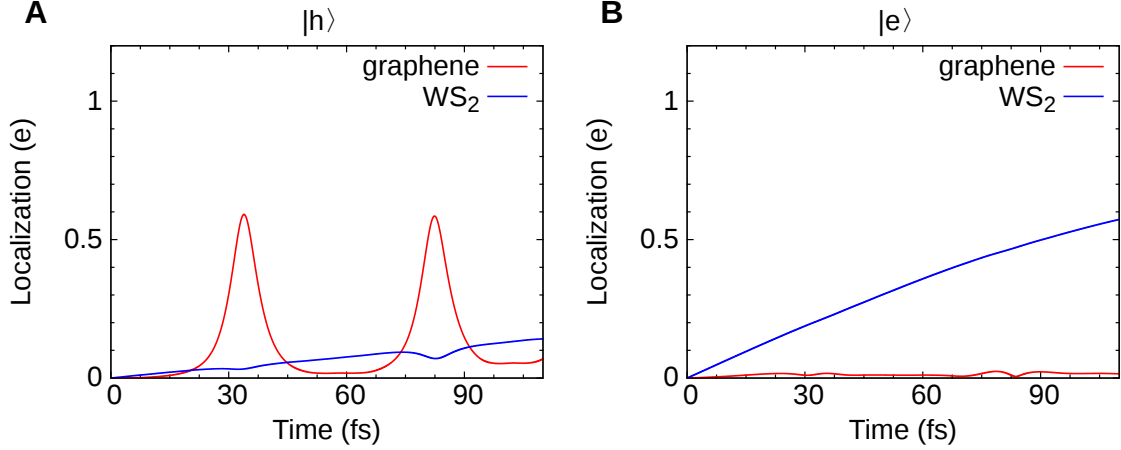 A
|h⟩
graphene
WS₂
Localization (e)
1
0.5
0
0 30 60 90
Time (fs)
B
|e⟩
graphene
WS₂
Localization (e)
1
0.5
0
0 30 60 90
Time (fs)